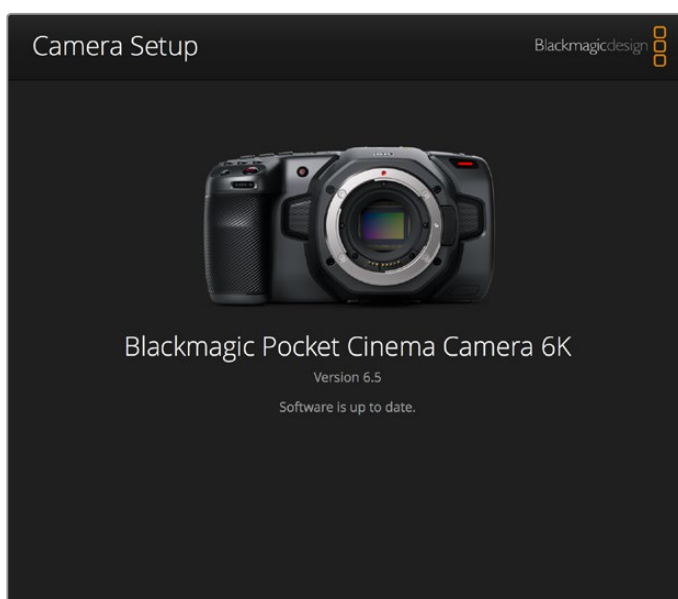 Camera Setup
Blackmagicdesign
Blackmagic Pocket Cinema Camera 6K
Version 6.5
Software is up to date.